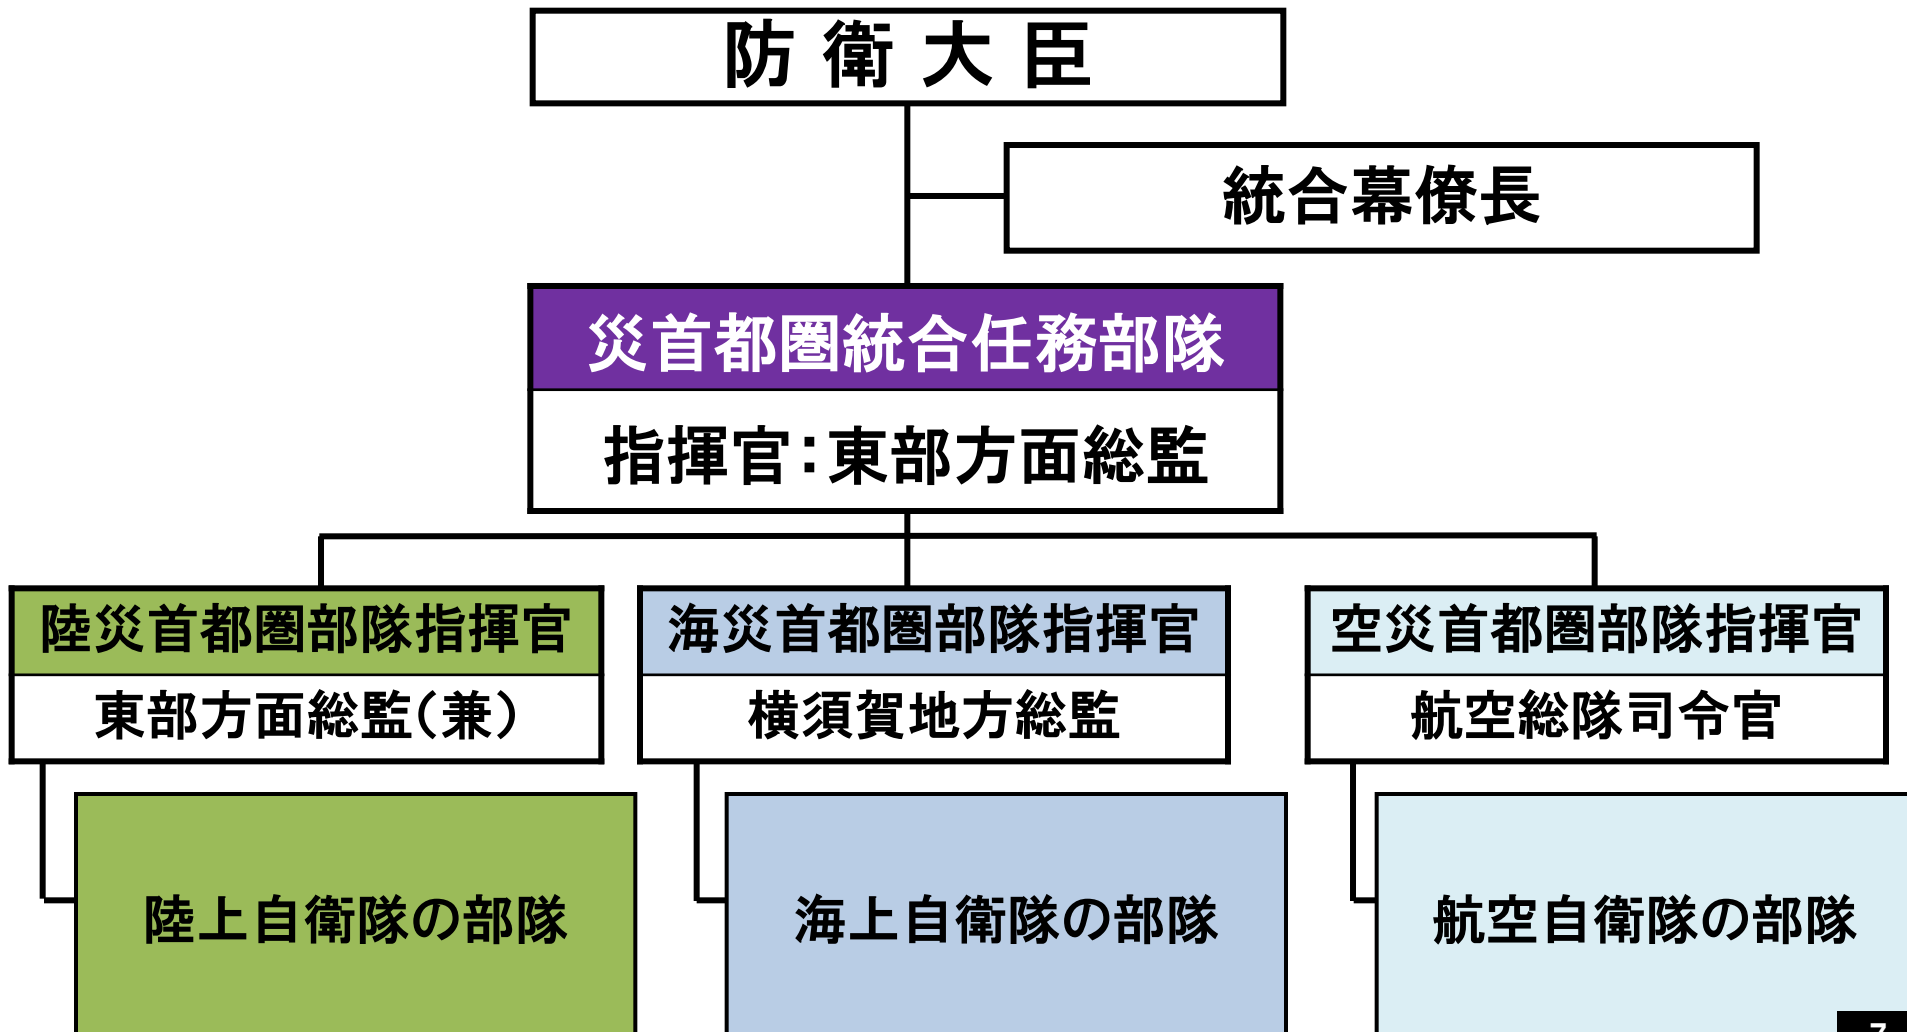 防衛大臣
統合幕僚長
災首都圏統合任務部隊
指揮官：東部方面総監
陸災首都圏部隊指揮官
東部方面総監（兼）
海災首都圏部隊指揮官
横須賀地方総監
空災首都圏部隊指揮官
航空総隊司令官
陸上自衛隊の部隊
海上自衛隊の部隊
航空自衛隊の部隊